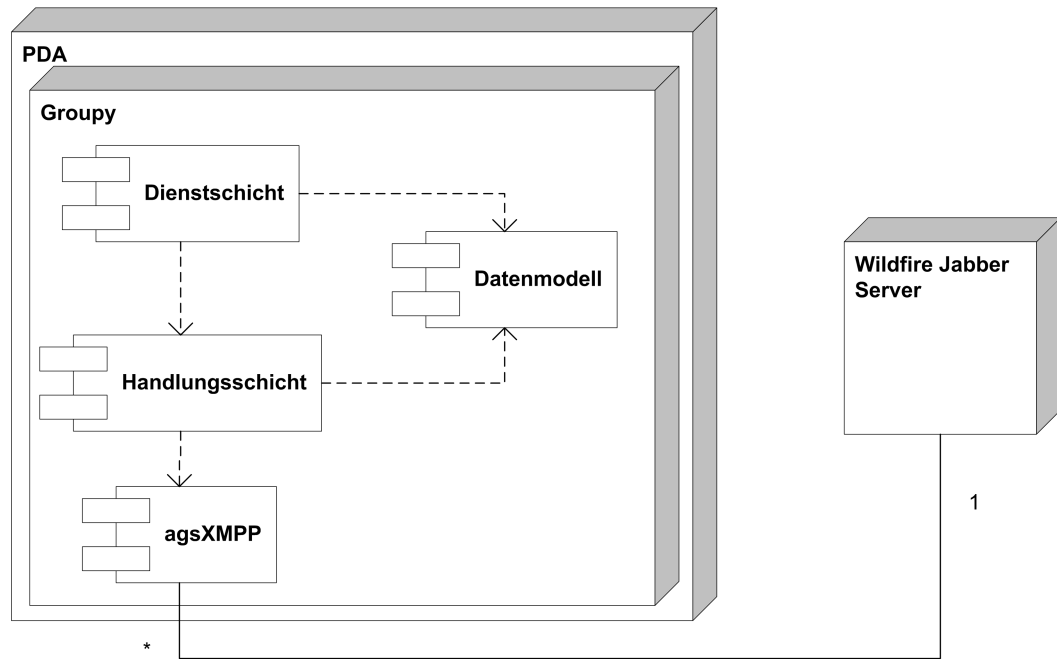 PDA
Groupy
Dienstschicht
Datenmodell
Wildfire Jabber
Server
Handlungsschicht
agsXMPP
1
*